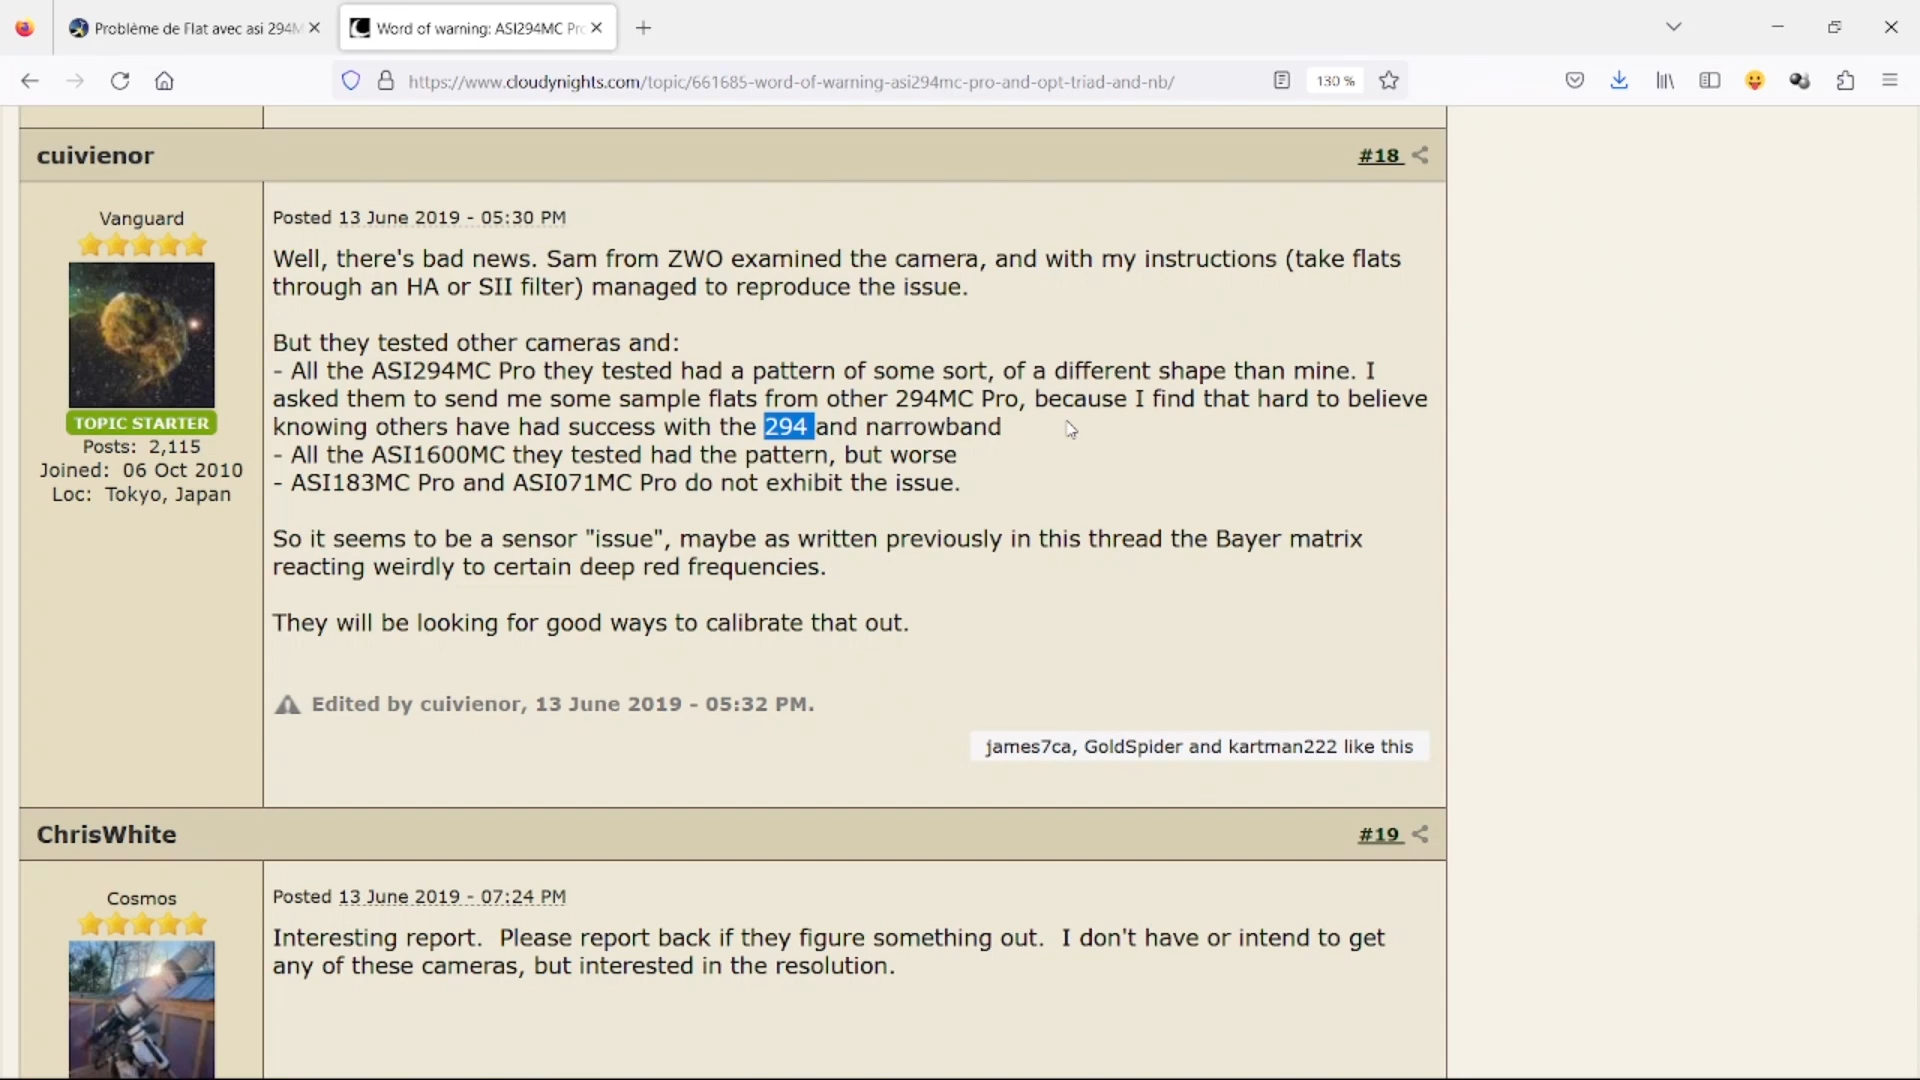 Problème de Flat avec asi 294M
Word of warning: ASI294MC Pro
https://www.cloudynights.com/topic/661685-word-of-warning-asi294mc-pro-and-opt-triad-and-nb/
130 %
cuivienor
#18
Vanguard
TOPIC STARTER
Posts: 2,115
Joined: 06 Oct 2010
Loc: Tokyo, Japan
Posted 13 June 2019 - 05:30 PM
Well, there's bad news. Sam from ZWO examined the camera, and with my instructions (take flats
through an HA or SII filter) managed to reproduce the issue.
But they tested other cameras and:
- All the ASI294MC Pro they tested had a pattern of some sort, of a different shape than mine. I
asked them to send me some sample flats from other 294MC Pro, because I find that hard to believe
knowing others have had success with the 294 and narrowband
- All the ASI1600MC they tested had the pattern, but worse
- ASI183MC Pro and ASI071MC Pro do not exhibit the issue.
So it seems to be a sensor "issue", maybe as written previously in this thread the Bayer matrix
reacting weirdly to certain deep red frequencies.
They will be looking for good ways to calibrate that out.
Edited by cuivienor, 13 June 2019 - 05:32 PM.
james7ca, GoldSpider and kartman222 like this
ChrisWhite
#19
Cosmos
Posted 13 June 2019 - 07:24 PM
Interesting report.  Please report back if they figure something out.  I don't have or intend to get
any of these cameras, but interested in the resolution.